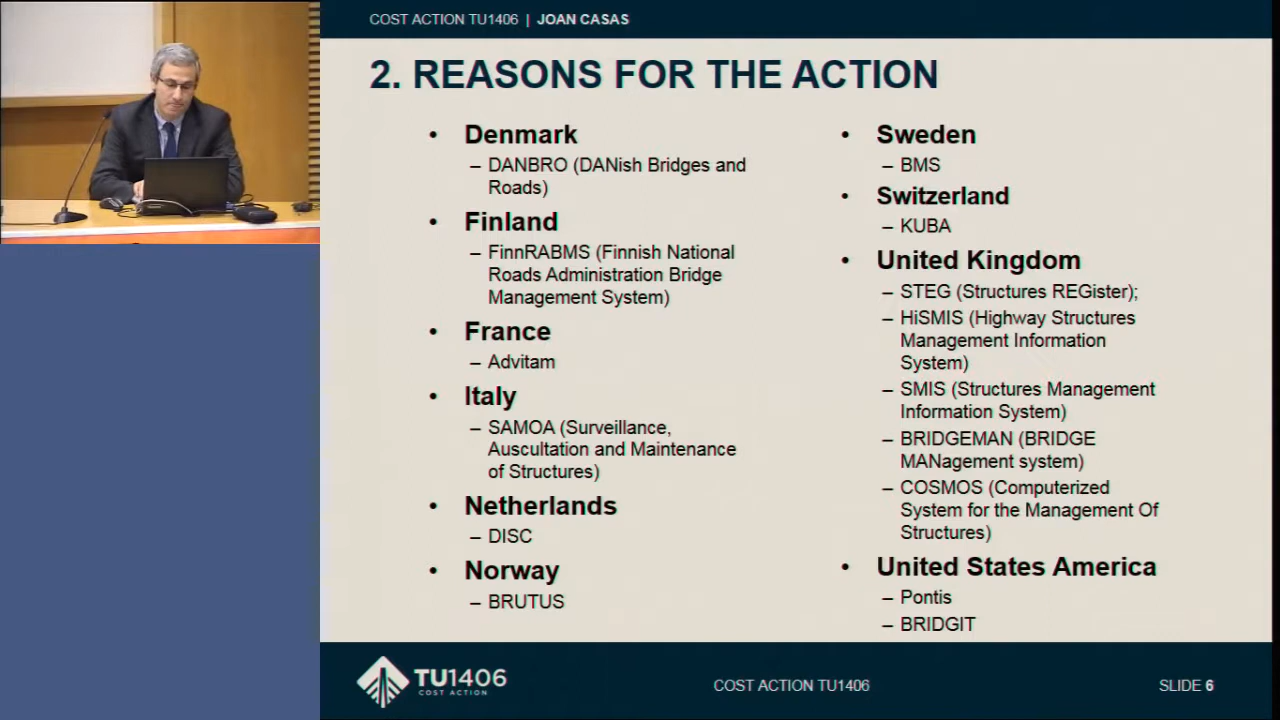 COST ACTION TU1406 | JOAN CASAS
2. REASONS FOR THE ACTION
• Denmark
– DANBRO (DANish Bridges and
Roads)
• Finland
– FinnRABMS (Finnish National
Roads Administration Bridge
Management System)
• France
– Advitam
• Italy
– SAMOA (Surveillance,
Auscultation and Maintenance
of Structures)
• Netherlands
– DISC
• Norway
– BRUTUS
• Sweden
– BMS
• Switzerland
– KUBA
• United Kingdom
– STEG (Structures REGister);
– HiSMIS (Highway Structures
Management Information
System)
– SMIS (Structures Management
Information System)
– BRIDGEMAN (BRIDGE
MANagement system)
– COSMOS (Computerized
System for the Management Of
Structures)
• United States America
– Pontis
– BRIDGIT
TU1406
COST ACTION
COST ACTION TU1406
SLIDE 6